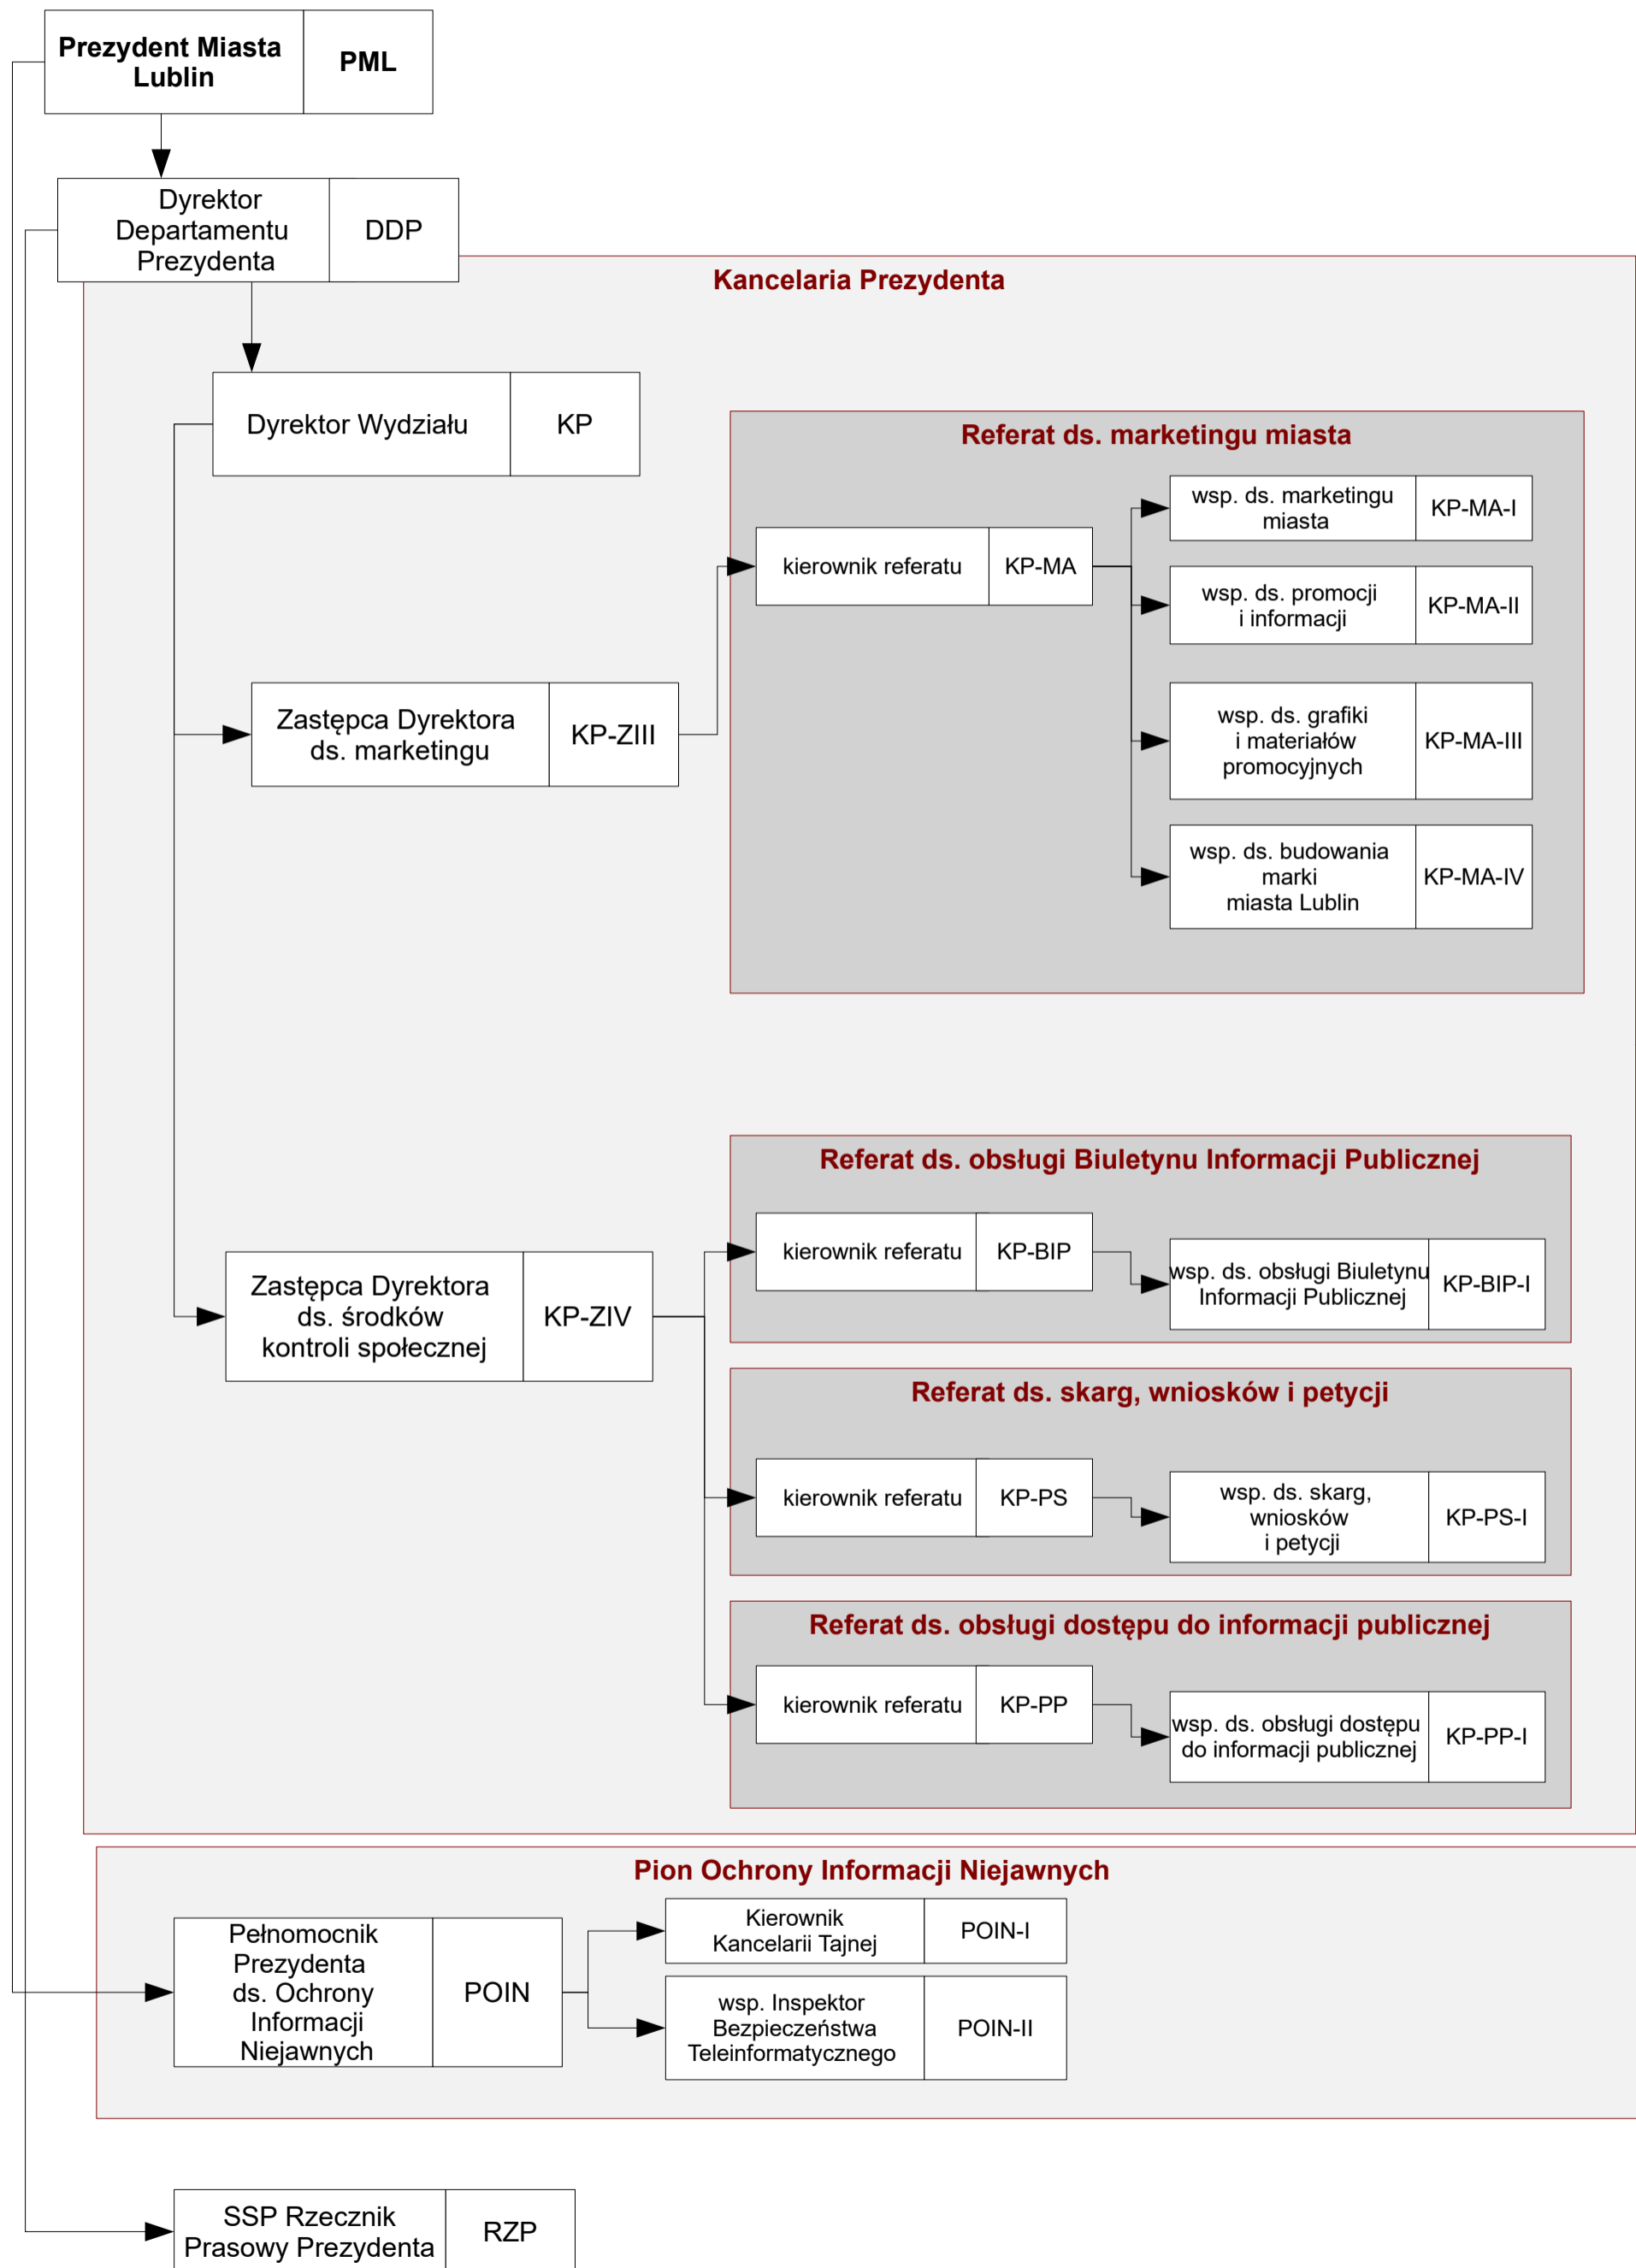 Prezydent Miasta
Lublin
PML
Dyrektor
Departamentu
Prezydenta
DDP
Kancelaria Prezydenta
Dyrektor Wydziału
KP
Referat ds. marketingu miasta
kierownik referatu
KP-MA
wsp. ds. marketingu
miasta
KP-MA-I
wsp. ds. promocji
i informacji
KP-MA-II
Zastępca Dyrektora
ds. marketingu
KP-ZIII
wsp. ds. grafiki
i materiałów
promocyjnych
KP-MA-III
wsp. ds. budowania
marki
miasta Lublin
KP-MA-IV
Referat ds. obsługi Biuletynu Informacji Publicznej
kierownik referatu
KP-BIP
wsp. ds. obsługi Biuletynu
Informacji Publicznej
KP-BIP-I
Zastępca Dyrektora
ds. środków
kontroli społecznej
KP-ZIV
Referat ds. skarg, wniosków i petycji
kierownik referatu
KP-PS
wsp. ds. skarg,
wniosków
i petycji
KP-PS-I
Referat ds. obsługi dostępu do informacji publicznej
kierownik referatu
KP-PP
wsp. ds. obsługi dostępu
do informacji publicznej
KP-PP-I
Pion Ochrony Informacji Niejawnych
Pełnomocnik
Prezydenta
ds. Ochrony
Informacji
Niejawnych
POIN
Kierownik
Kancelarii Tajnej
POIN-I
wsp. Inspektor
Bezpieczeństwa
Teleinformatycznego
POIN-II
SSP Rzecznik
Prasowy Prezydenta
RZP